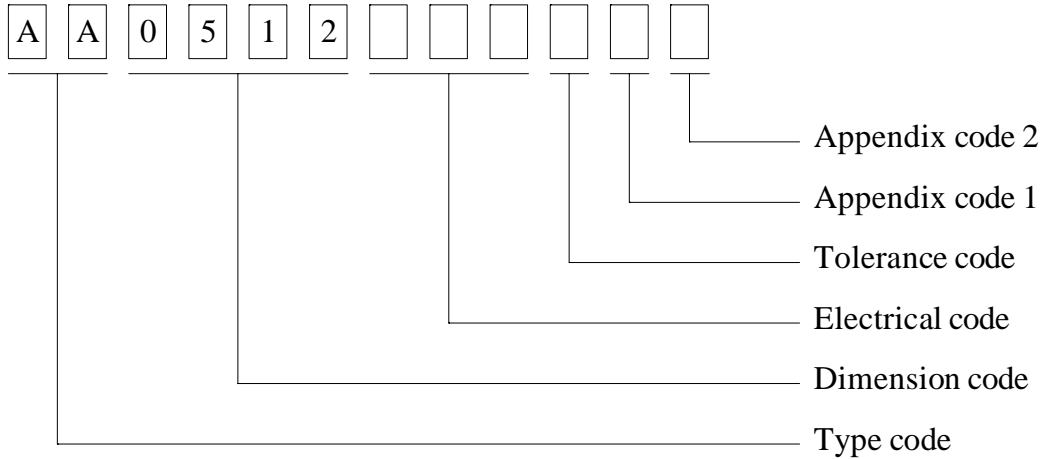 A A 0 5 1 2
Appendix code 2
Appendix code 1
Tolerance code
Electrical code
Dimension code
Type code